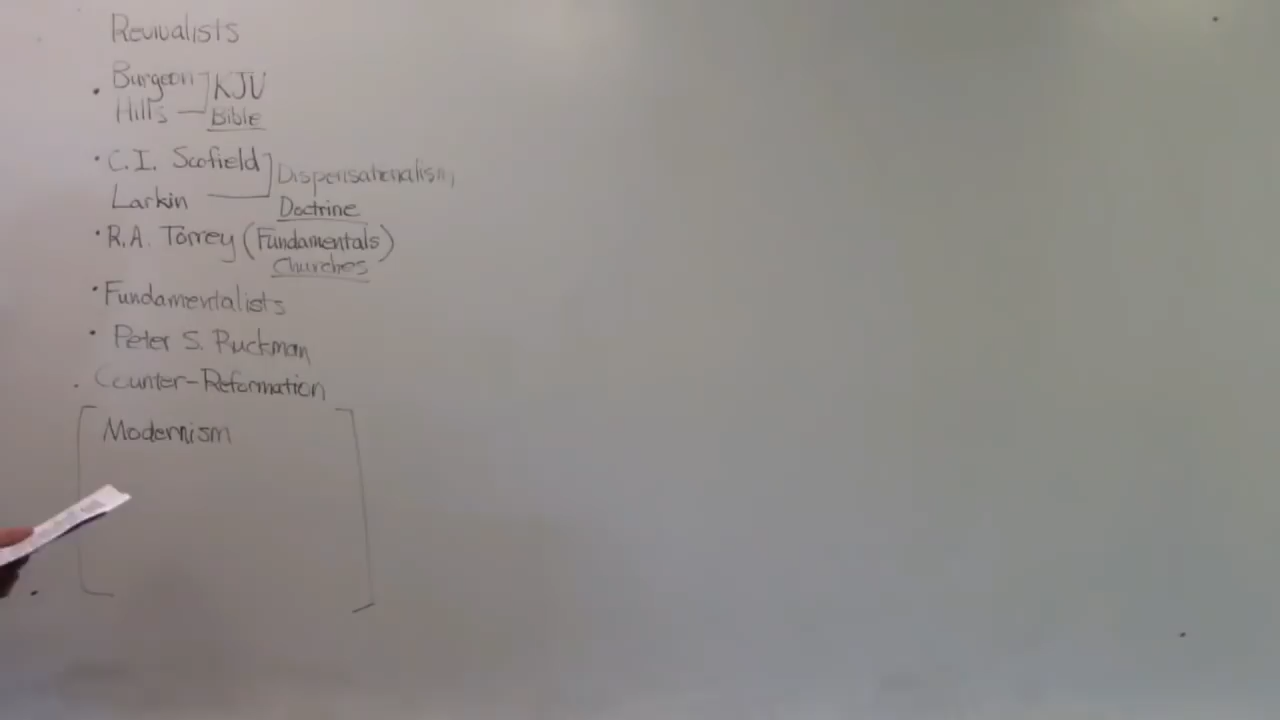 Revivalists
• Burgeon KJV
Hills Bible
• C.I. Scofield Dispensationalism,
Larkin Doctrine
• R.A. Torrey (Fundamentals)
Churches
• Fundamentalists
• Peter S. Ruckman
• Counter-Reformation
Modernism